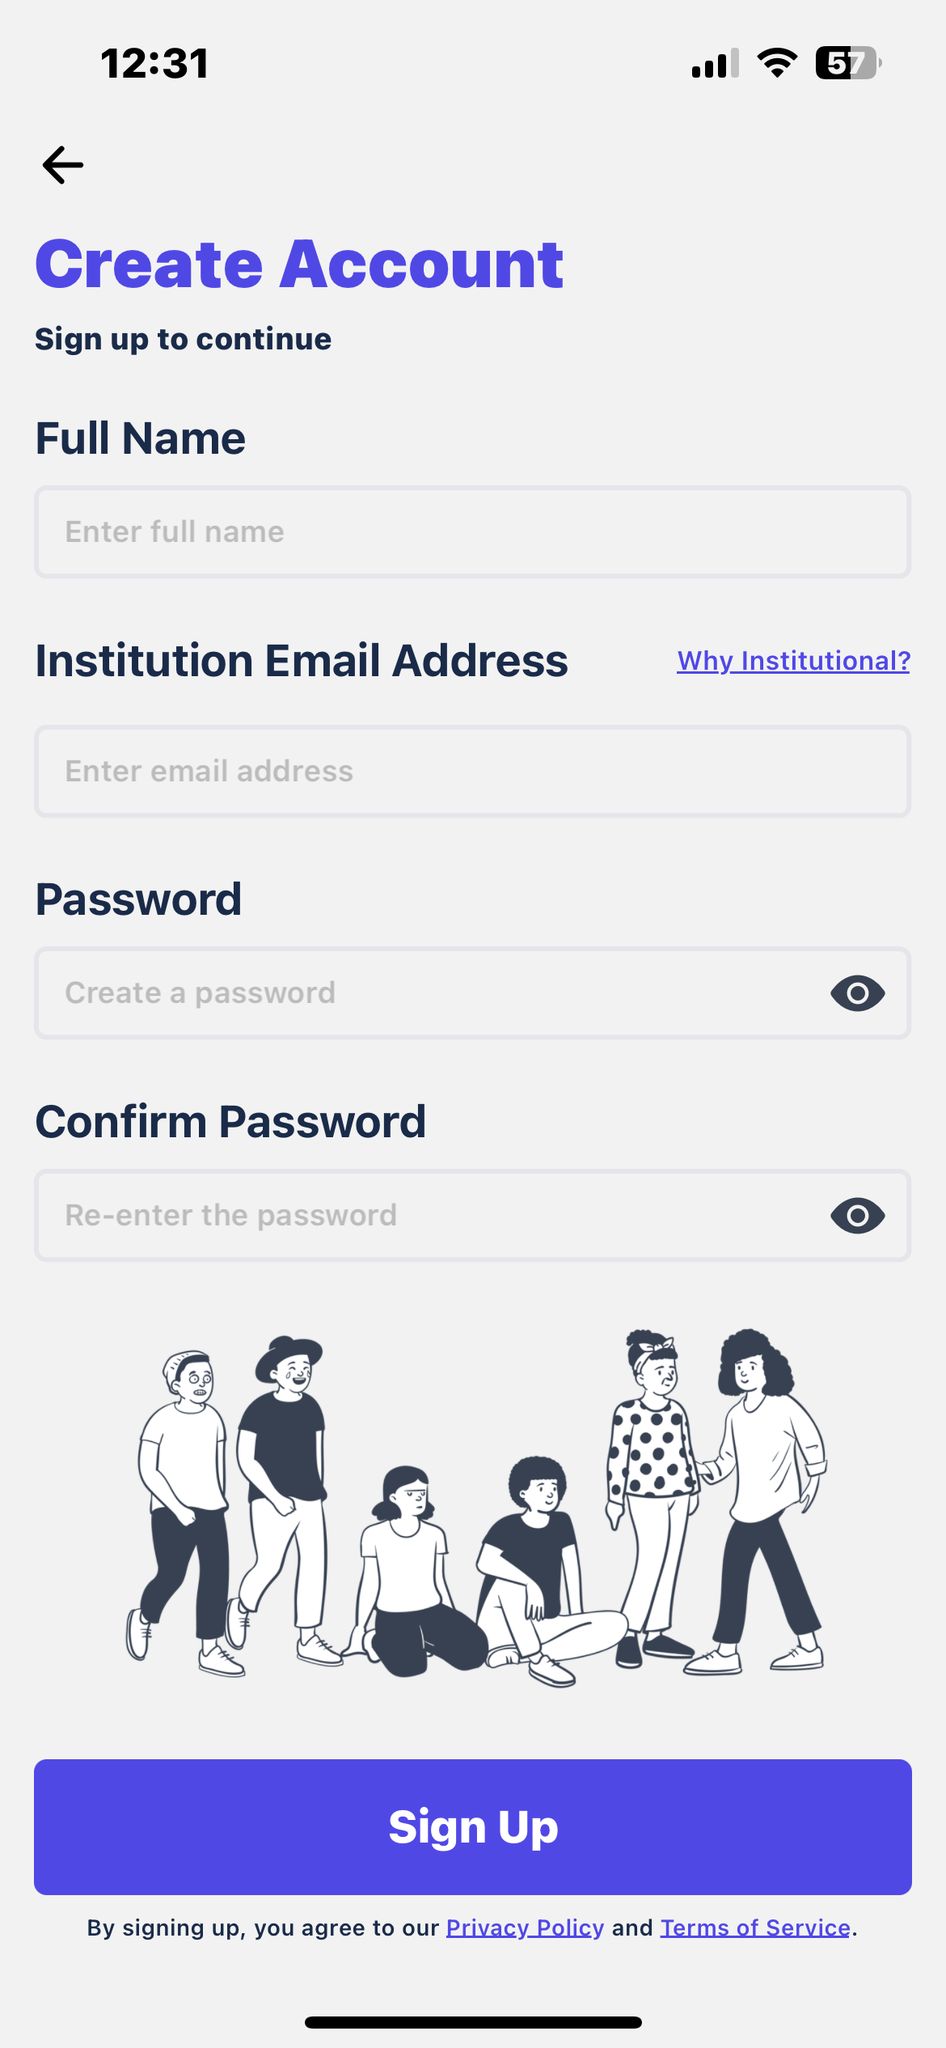 12:31
57
Create Account
Sign up to continue
Full Name
Enter full name
Institution Email Address Why Institutional?
Enter email address
Password
Create a password
Confirm Password
Re-enter the password
Sign Up
By signing up, you agree to our Privacy Policy and Terms of Service.